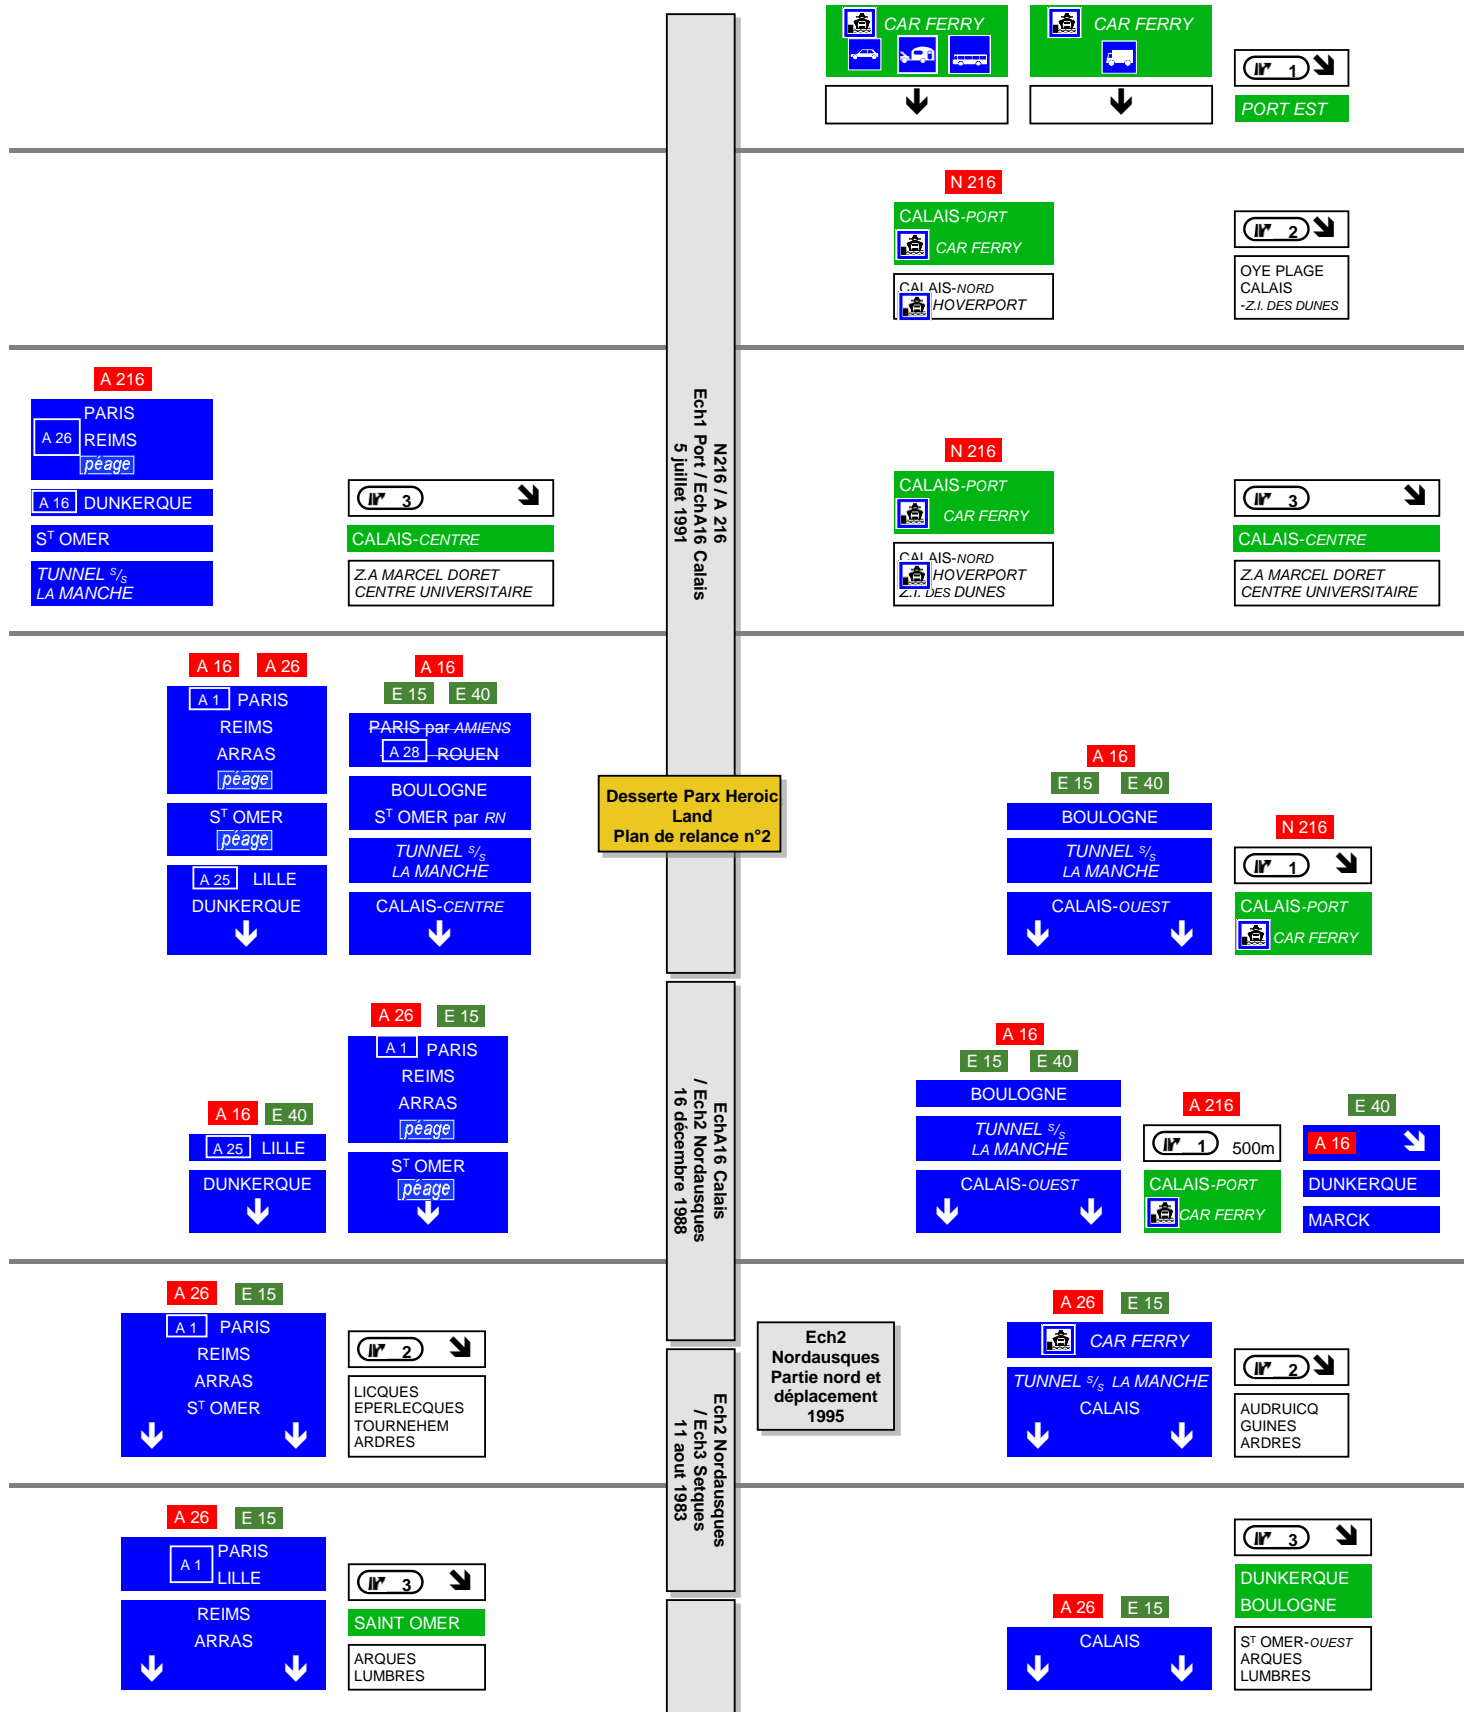 CAR FERRY
CAR FERRY
1
PORT EST
N 216
CALAIS-PORT
CAR FERRY
CALAIS-NORD
HOVERPORT
2
OYE PLAGE
CALAIS
-Z.I. DES DUNES
A 216
PARIS
A 26
REIMS
péage
A 16 DUNKERQUE
ST OMER
TUNNEL S/S
LA MANCHE
3
CALAIS-CENTRE
Z.A MARCEL DORET
CENTRE UNIVERSITAIRE
N216 / A 216
Ech1 Port / EchA16 Calais
5 juillet 1991
N 216
CALAIS-PORT
CAR FERRY
CALAIS-NORD
HOVERPORT
Z.I. DES DUNES
3
CALAIS-CENTRE
Z.A MARCEL DORET
CENTRE UNIVERSITAIRE
A 16 A 26
A 1 PARIS
REIMS
ARRAS
péage
ST OMER
péage
A 25 LILLE
DUNKERQUE
A 16
E 15 E 40
PARIS par AMIENS
A 28 ROUEN
BOULOGNE
ST OMER par RN
TUNNEL S/S
LA MANCHE
CALAIS-CENTRE
Desserte Parx Heroic
Land
Plan de relance n°2
A 16
E 15 E 40
BOULOGNE
TUNNEL S/S
LA MANCHE
CALAIS-OUEST
N 216
1
CALAIS-PORT
CAR FERRY
A 16 E 40
A 25 LILLE
DUNKERQUE
A 26 E 15
A 1 PARIS
REIMS
ARRAS
péage
ST OMER
péage
EchA16 Calais
/ Ech2 Nordausques
16 décembre 1988
A 16
E 15 E 40
BOULOGNE
TUNNEL S/S
LA MANCHE
CALAIS-OUEST
A 216
1 500m
CALAIS-PORT
CAR FERRY
E 40
A 16
DUNKERQUE
MARCK
A 26 E 15
A 1 PARIS
REIMS
ARRAS
ST OMER
2
LICQUES
EPERLECQUES
TOURNEHEM
ARDRES
Ech2
Nordausques
Partie nord et
déplacement
1995
A 26 E 15
CAR FERRY
TUNNEL S/S LA MANCHE
CALAIS
2
AUDRUICQ
GUINES
ARDRES
Ech2 Nordausques
/ Ech3 Setques
11 aout 1983
A 26 E 15
PARIS
A 1
LILLE
REIMS
ARRAS
3
SAINT OMER
ARQUES
LUMBRES
A 26 E 15
CALAIS
3
DUNKERQUE
BOULOGNE
ST OMER-OUEST
ARQUES
LUMBRES